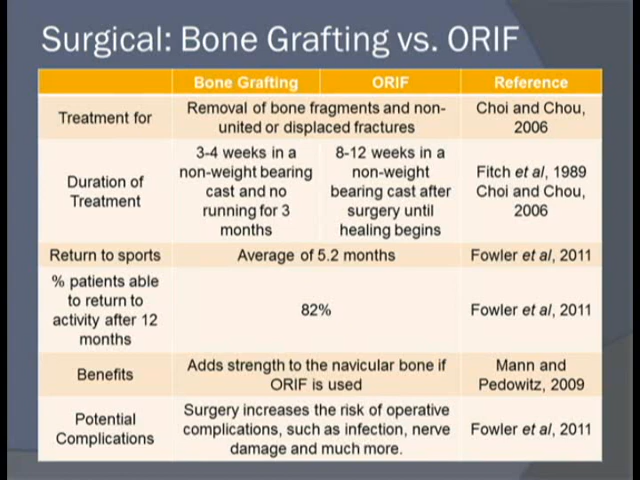 Surgical: Bone Grafting vs. ORIF
Bone Grafting ORIF Reference
Treatment for
Removal of bone fragments and non-
united or displaced fractures
Choi and Chou,
2006
Duration of
Treatment
3-4 weeks in a
non-weight bearing
cast and no
running for 3
months
8-12 weeks in a
non-weight
bearing cast after
surgery until
healing begins
Fitch et al, 1989
Choi and Chou,
2006
Return to sports
Average of 5.2 months
Fowler et al, 2011
% patients able
to return to
activity after 12
months
82%
Fowler et al, 2011
Benefits
Adds strength to the navicular bone if
ORIF is used
Mann and
Pedowitz, 2009
Potential
Complications
Surgery increases the risk of operative
complications, such as infection, nerve
damage and much more.
Fowler et al, 2011